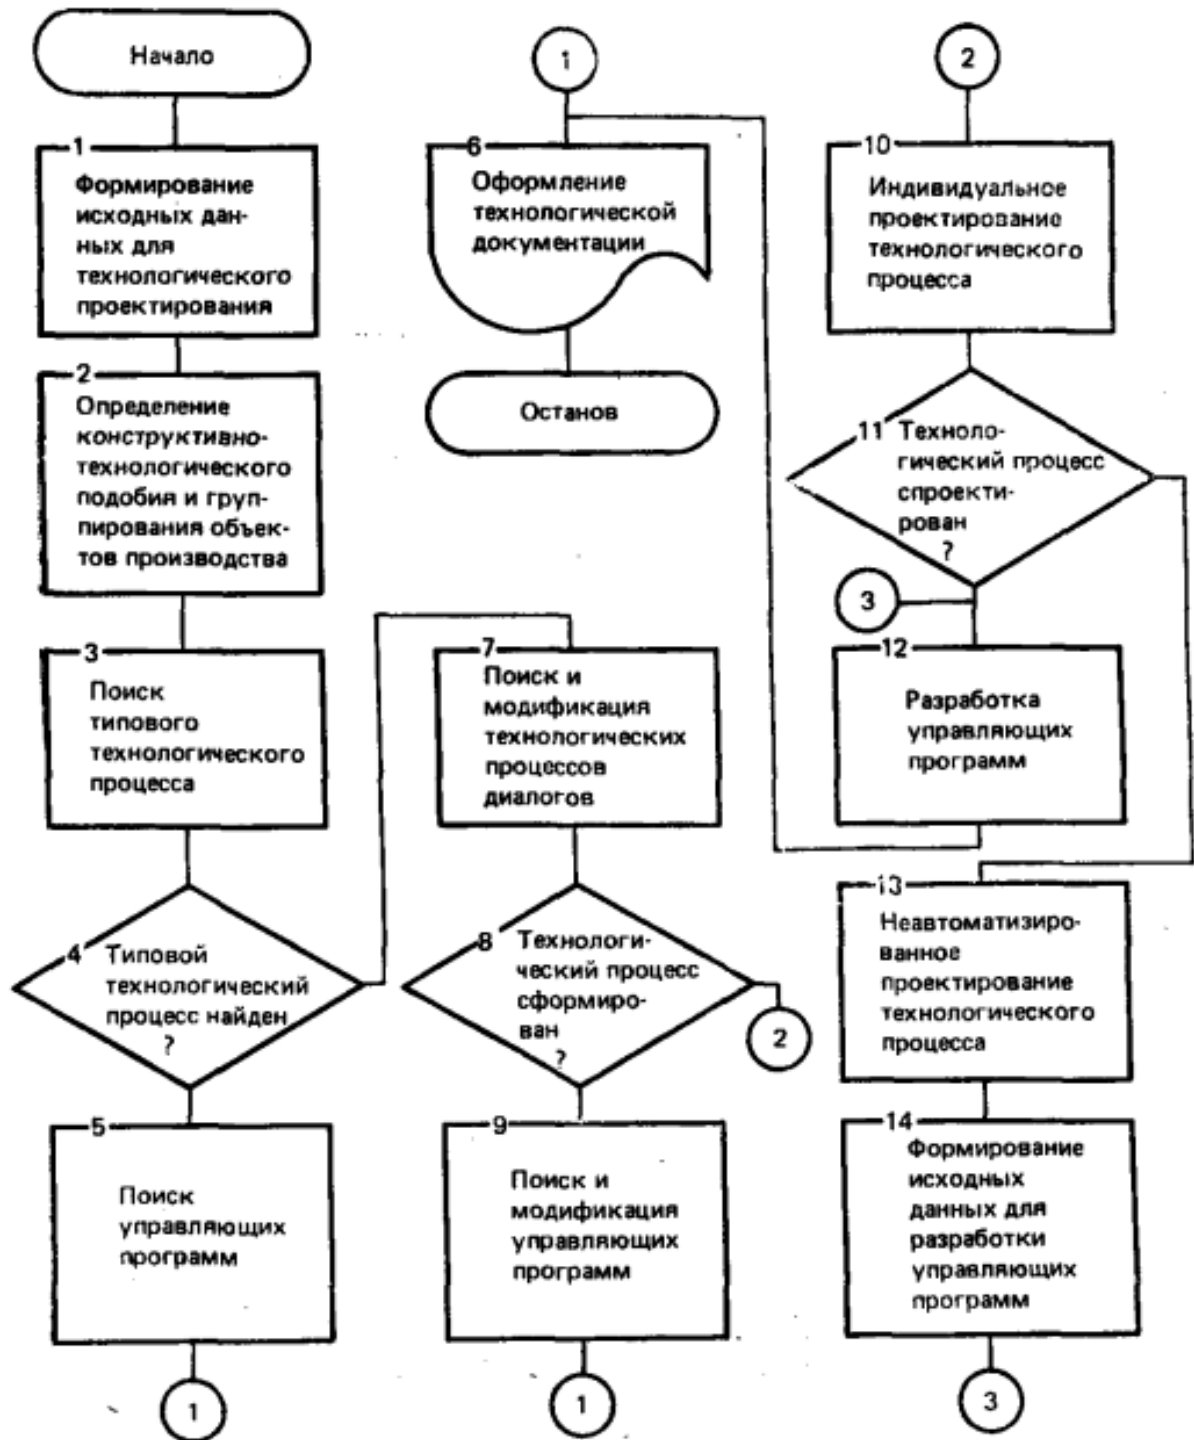 Начало
1
Формирование
исходных дан-
ных для
технологического
проектирования
2
Определение
конструктивно-
технологического
подобия и груп-
пирования объек-
тов производства
3
Поиск
типового
технологического
процесса
4 Типовой
технологический
процесс найден
?
5
Поиск
управляющих
программ
1
1
6
Оформление
технологической
документации
Останов
7
Поиск и
модификация
технологических
процессов
диалогов
8 Технологи-
ческий процесс
сформиро-
ван
?
2
9
Поиск и
модификация
управляющих
программ
1
2
10
Индивидуальное
проектирование
технологического
процесса
11 Техноло-
гический процесс
спроекти-
рован
?
3
12
Разработка
управляющих
программ
13
Неавтоматизиро-
ванное
проектирование
технологического
процесса
14
Формирование
исходных
данных для
разработки
управляющих
программ
3